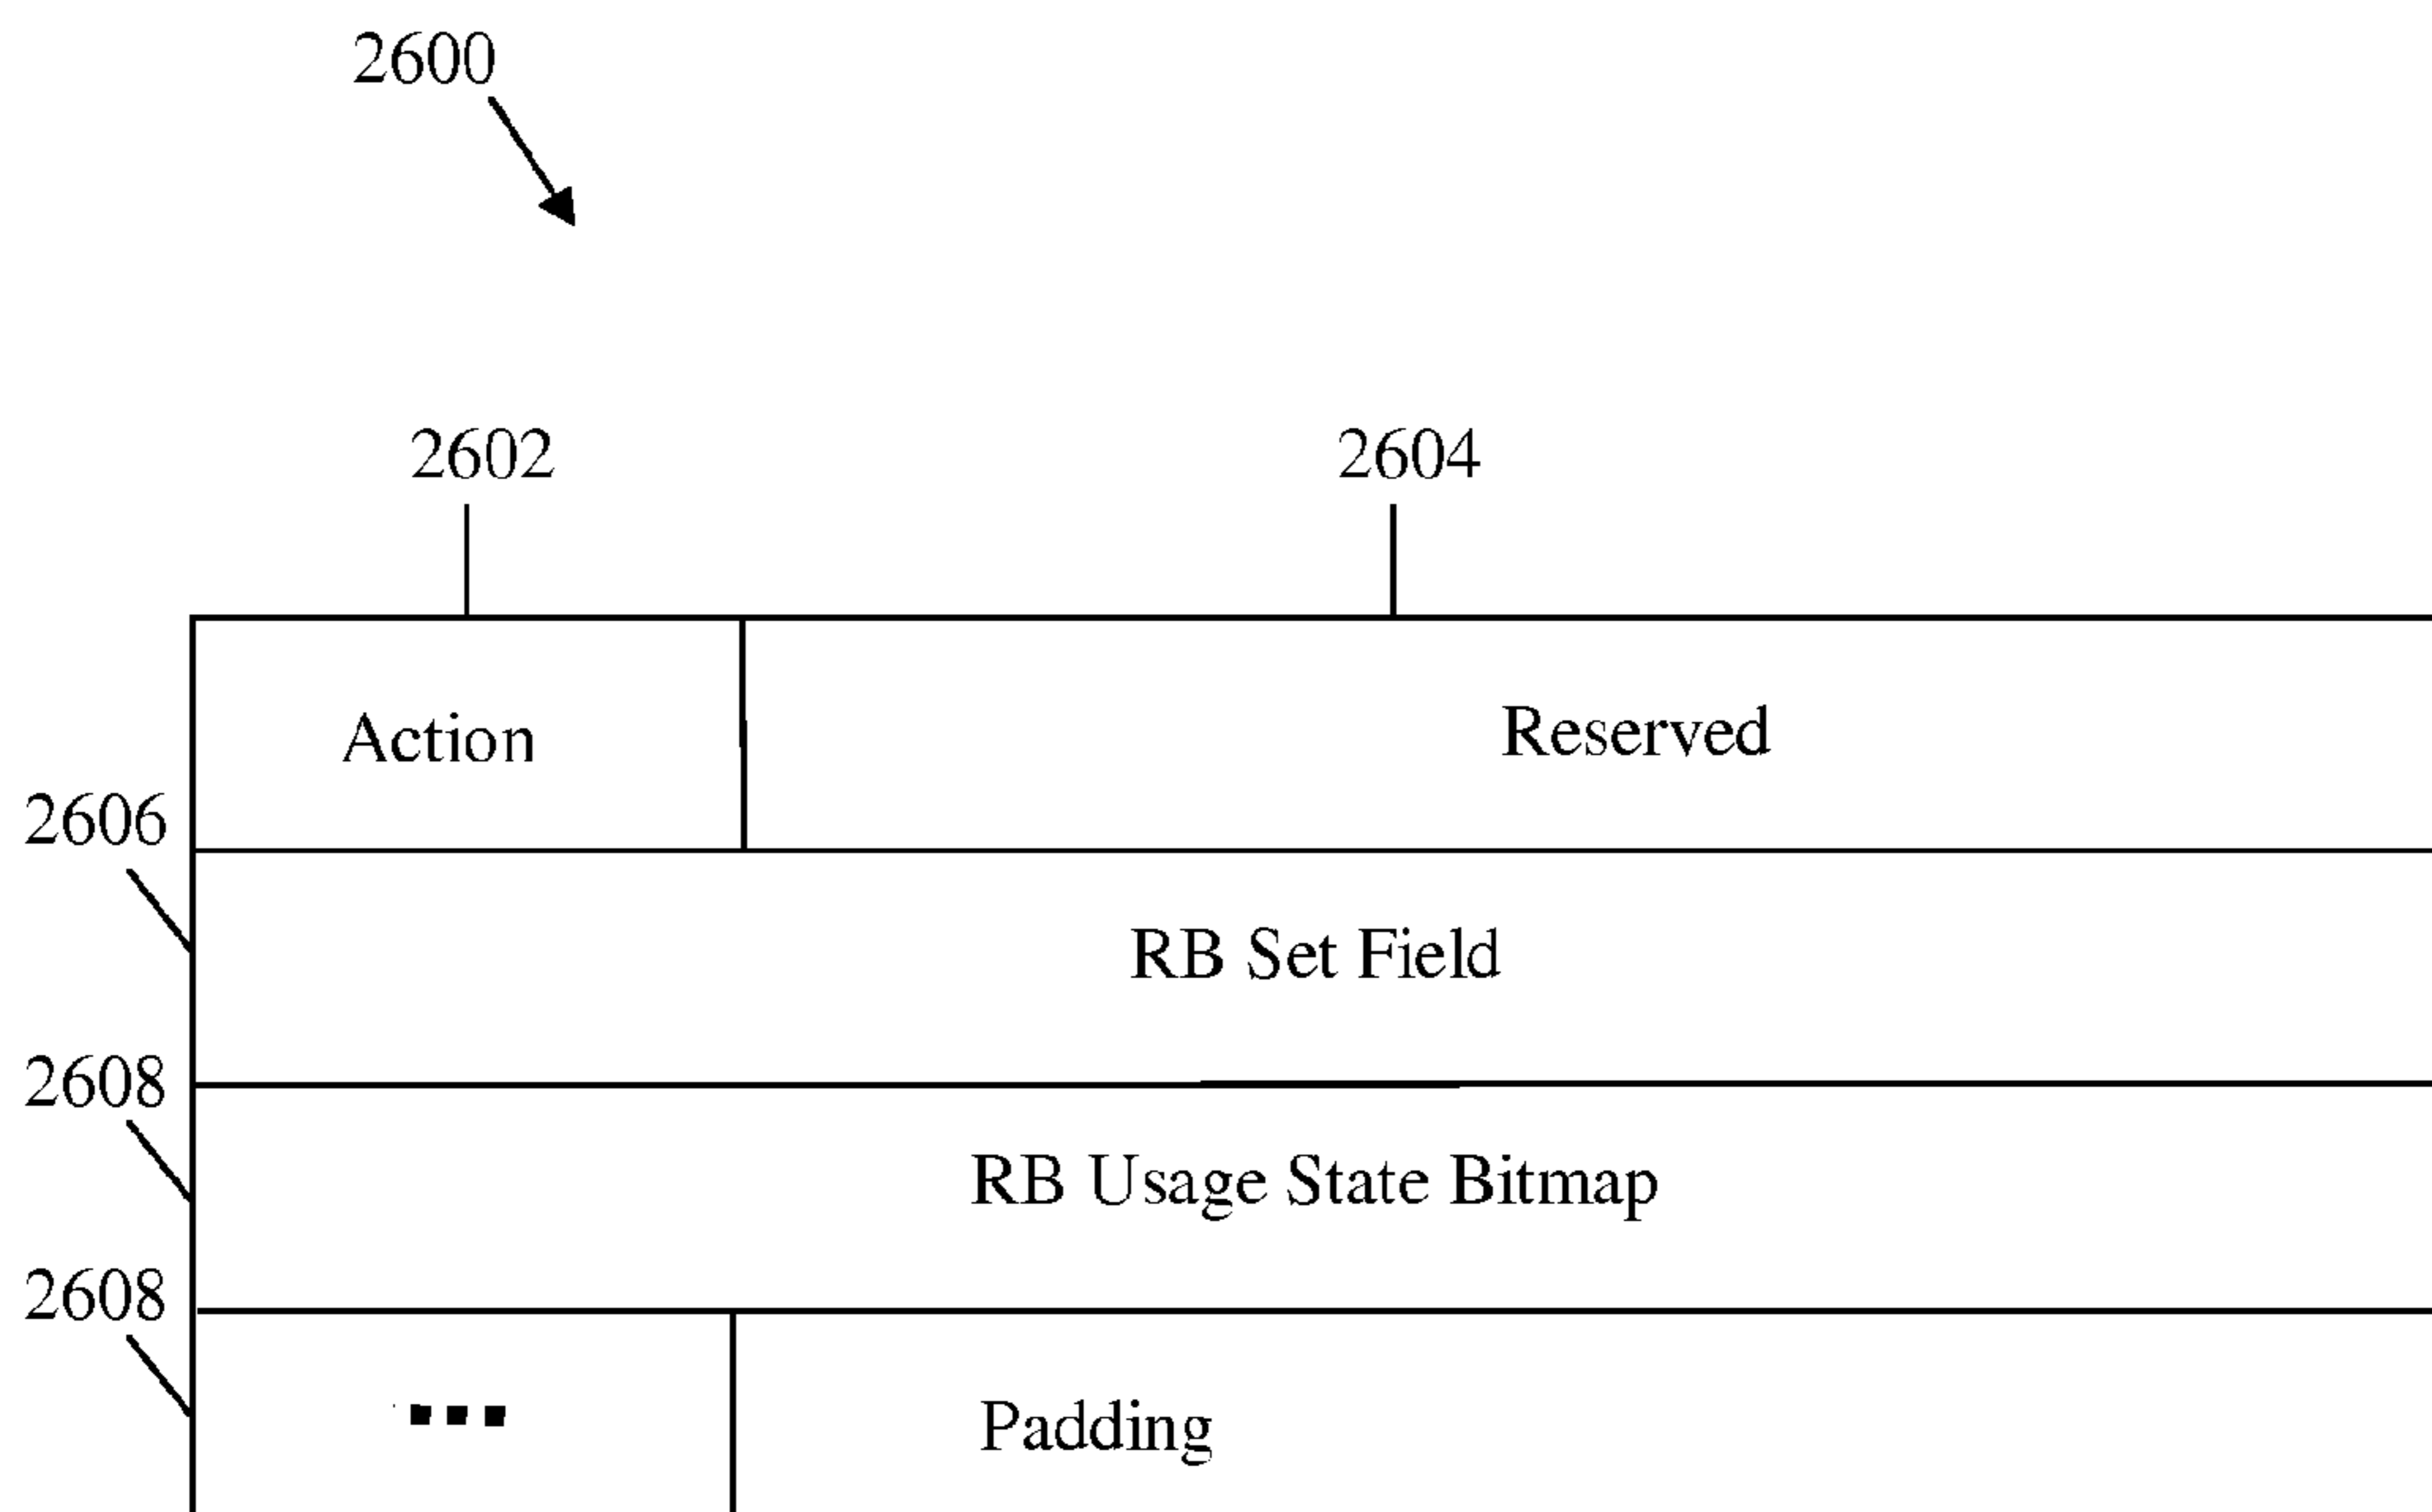 2600
2602 2604
Action Reserved
2606
RB Set Field
2608
RB Usage State Bitmap
2608
... Padding